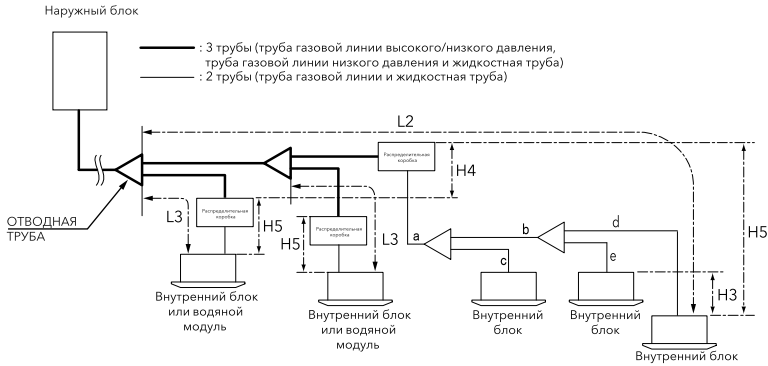 Наружный блок
: 3 трубы (труба газовой линии высокого/низкого давления,
труба газовой линии низкого давления и жидкостная труба)
: 2 трубы (труба газовой линии и жидкостная труба)
L2
Распределительная
коробка
H4
ОТВОДНАЯ
ТРУБА
L3
Распределительная
коробка
H5
H5
Распределительная
коробка
L3
a
b
c
d
e
H3
H5
Внутренний блок
или водяной
модуль
Внутренний блок
или водяной
модуль
Внутренний
блок
Внутренний
блок
Внутренний блок